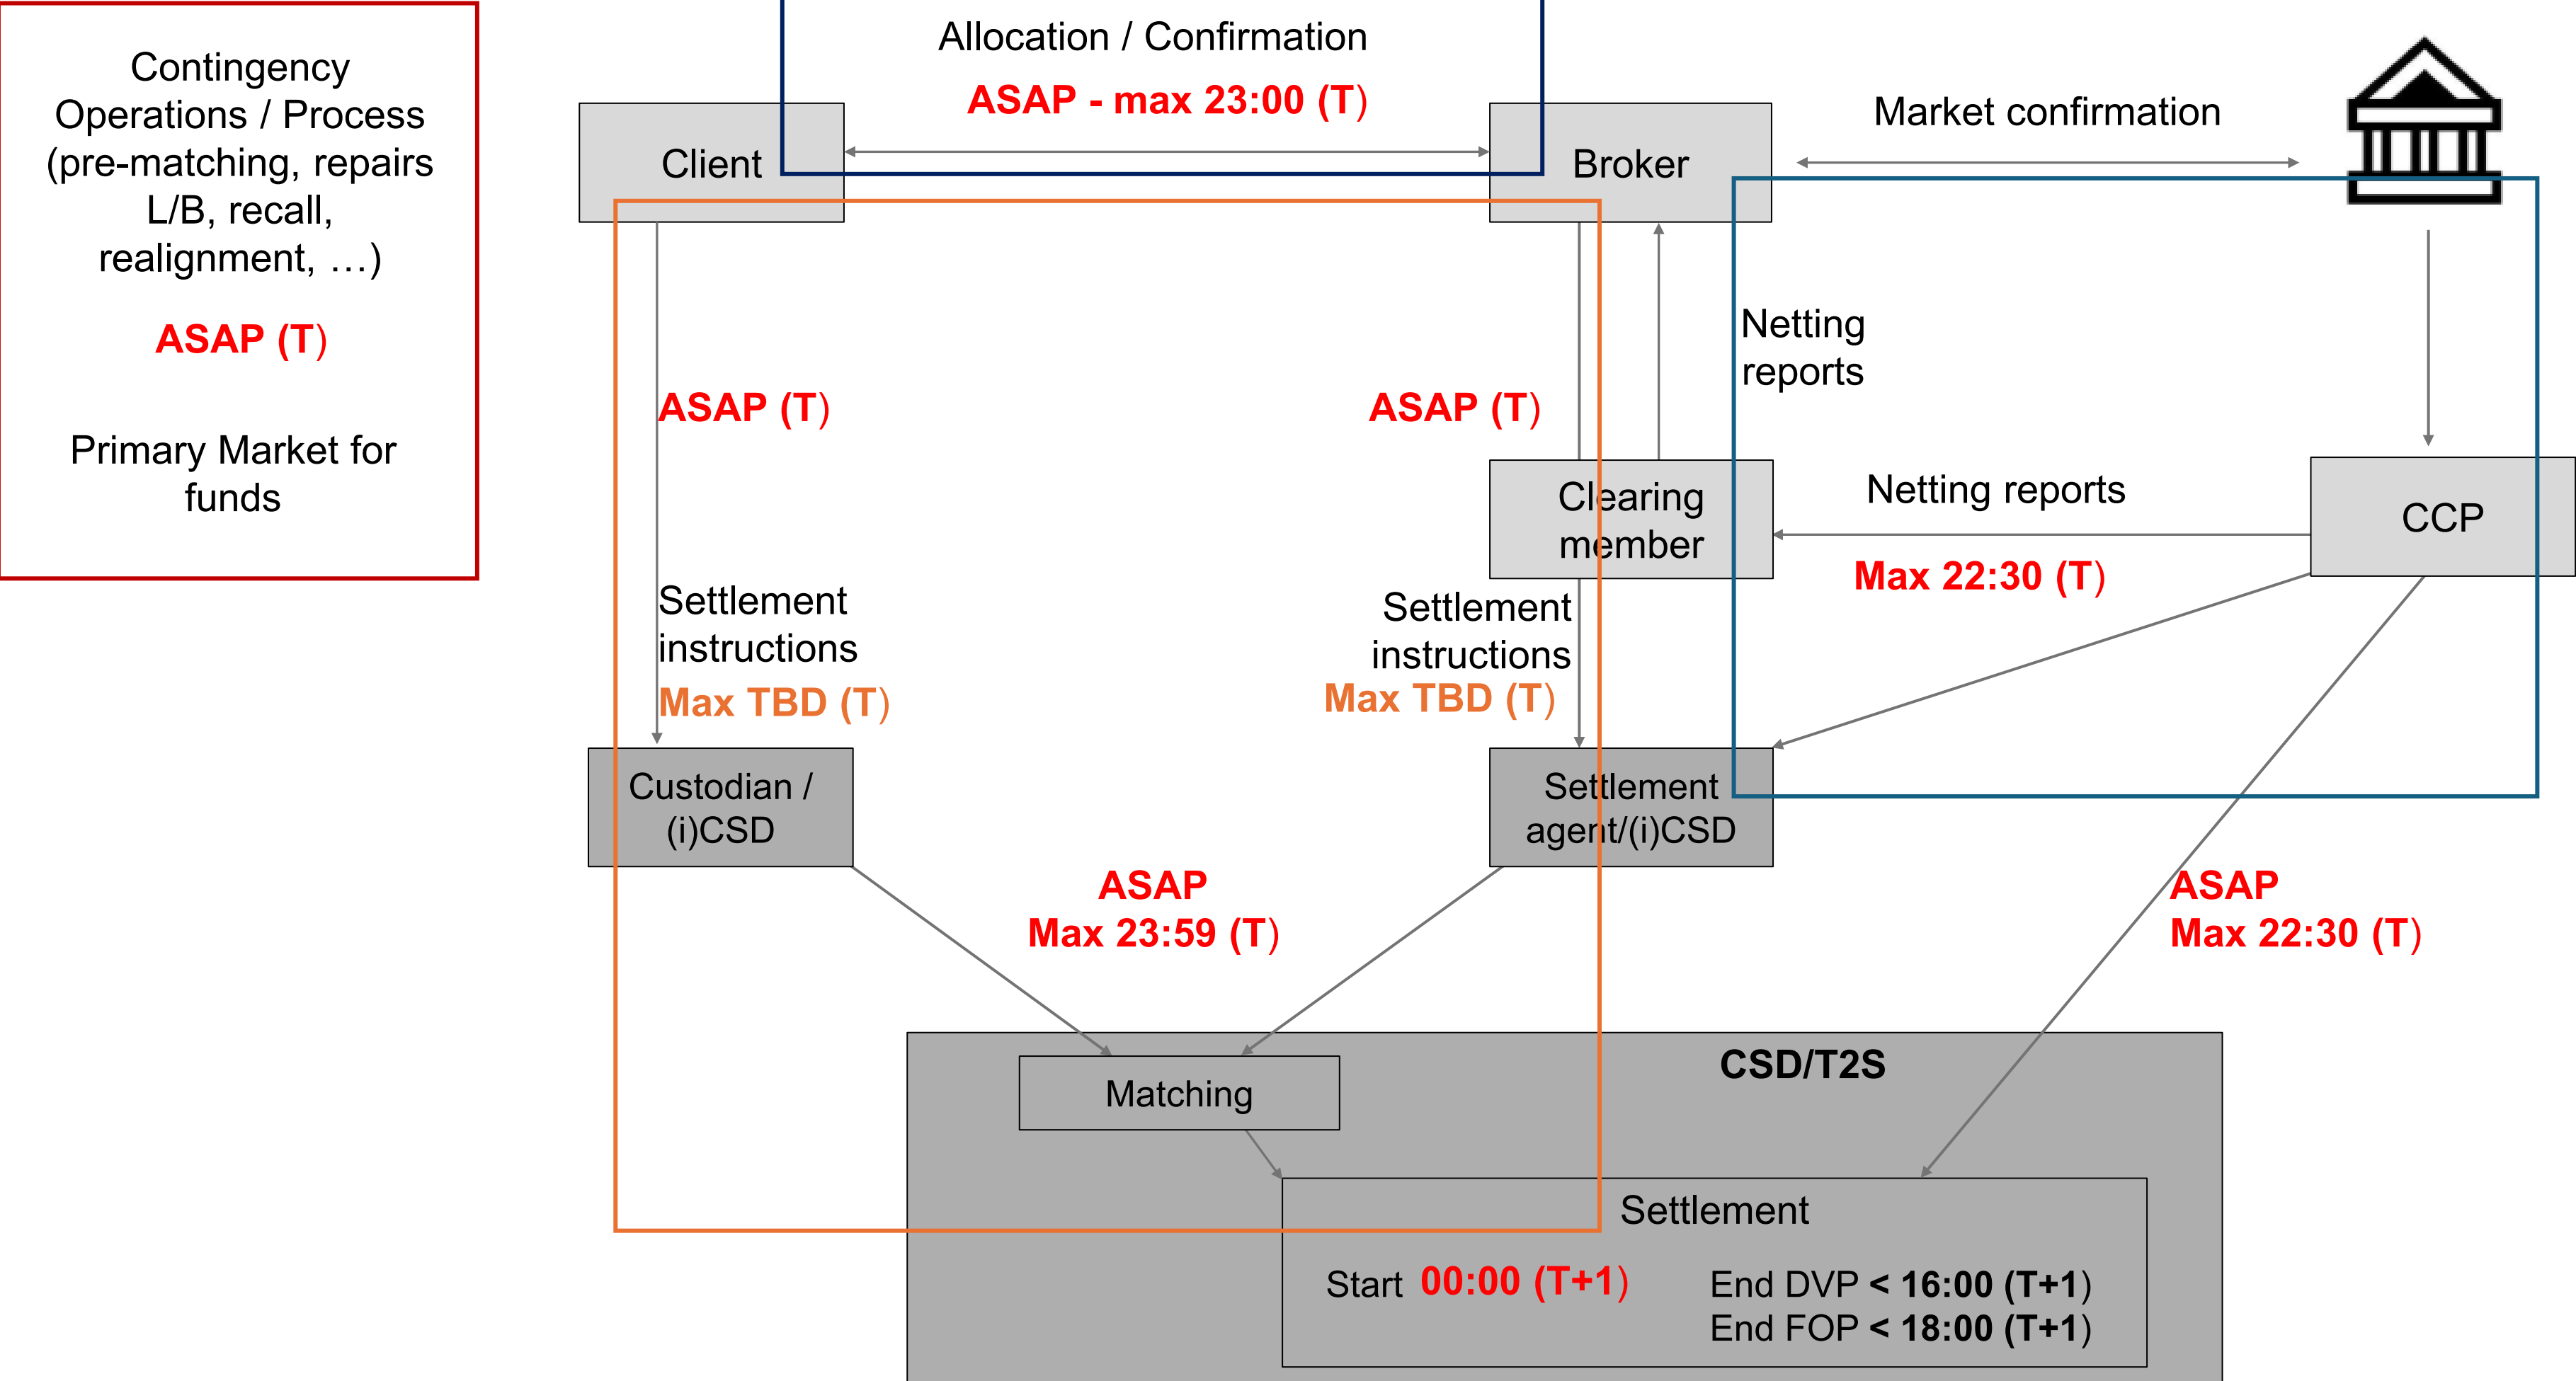 Contingency
Operations / Process
(pre-matching, repairs
L/B, recall,
realignment, …)
ASAP (T)
Primary Market for
funds
Allocation / Confirmation
ASAP - max 23:00 (T)
Client
Broker
Market confirmation
Netting
reports
ASAP (T)
ASAP (T)
Clearing
member
Netting reports
Max 22:30 (T)
CCP
Settlement
instructions
Max TBD (T)
Settlement
instructions
Max TBD (T)
Custodian /
(i)CSD
Settlement
agent/(i)CSD
ASAP
Max 23:59 (T)
ASAP
Max 22:30 (T)
CSD/T2S
Matching
Settlement
Start 00:00 (T+1)
End DVP < 16:00 (T+1)
End FOP < 18:00 (T+1)